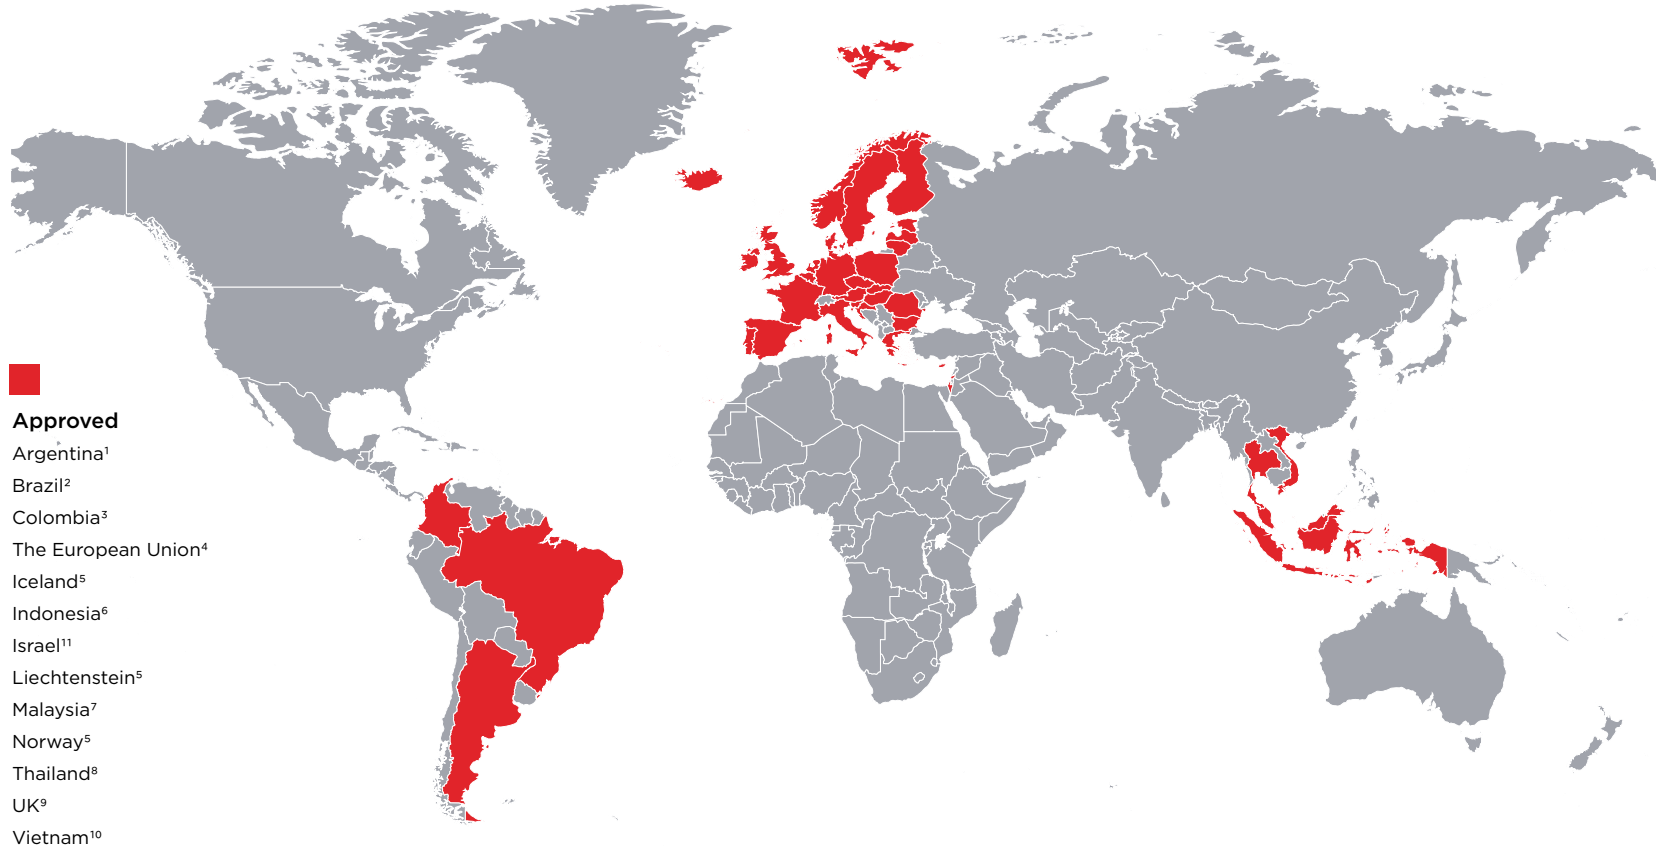 Approved
Argentina¹
Brazil²
Colombia³
The European Union⁴
Iceland⁵
Indonesia⁶
Israel¹¹
Liechtenstein⁵
Malaysia⁷
Norway⁵
Thailand⁸
UK⁹
Vietnam¹⁰